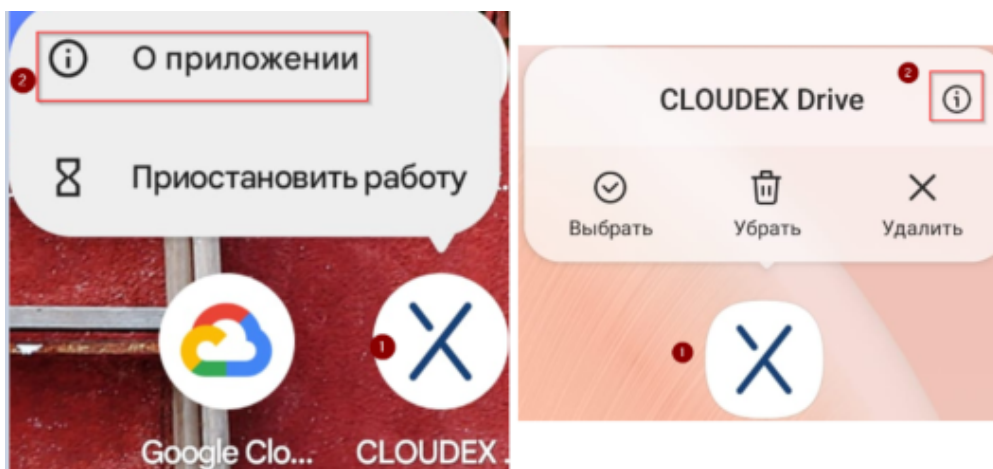 2
О приложении
Приостановить работу
1
Google Clo...
CLOUDEX .
2
CLOUDEX Drive
Выбрать
Убрать
Удалить
1